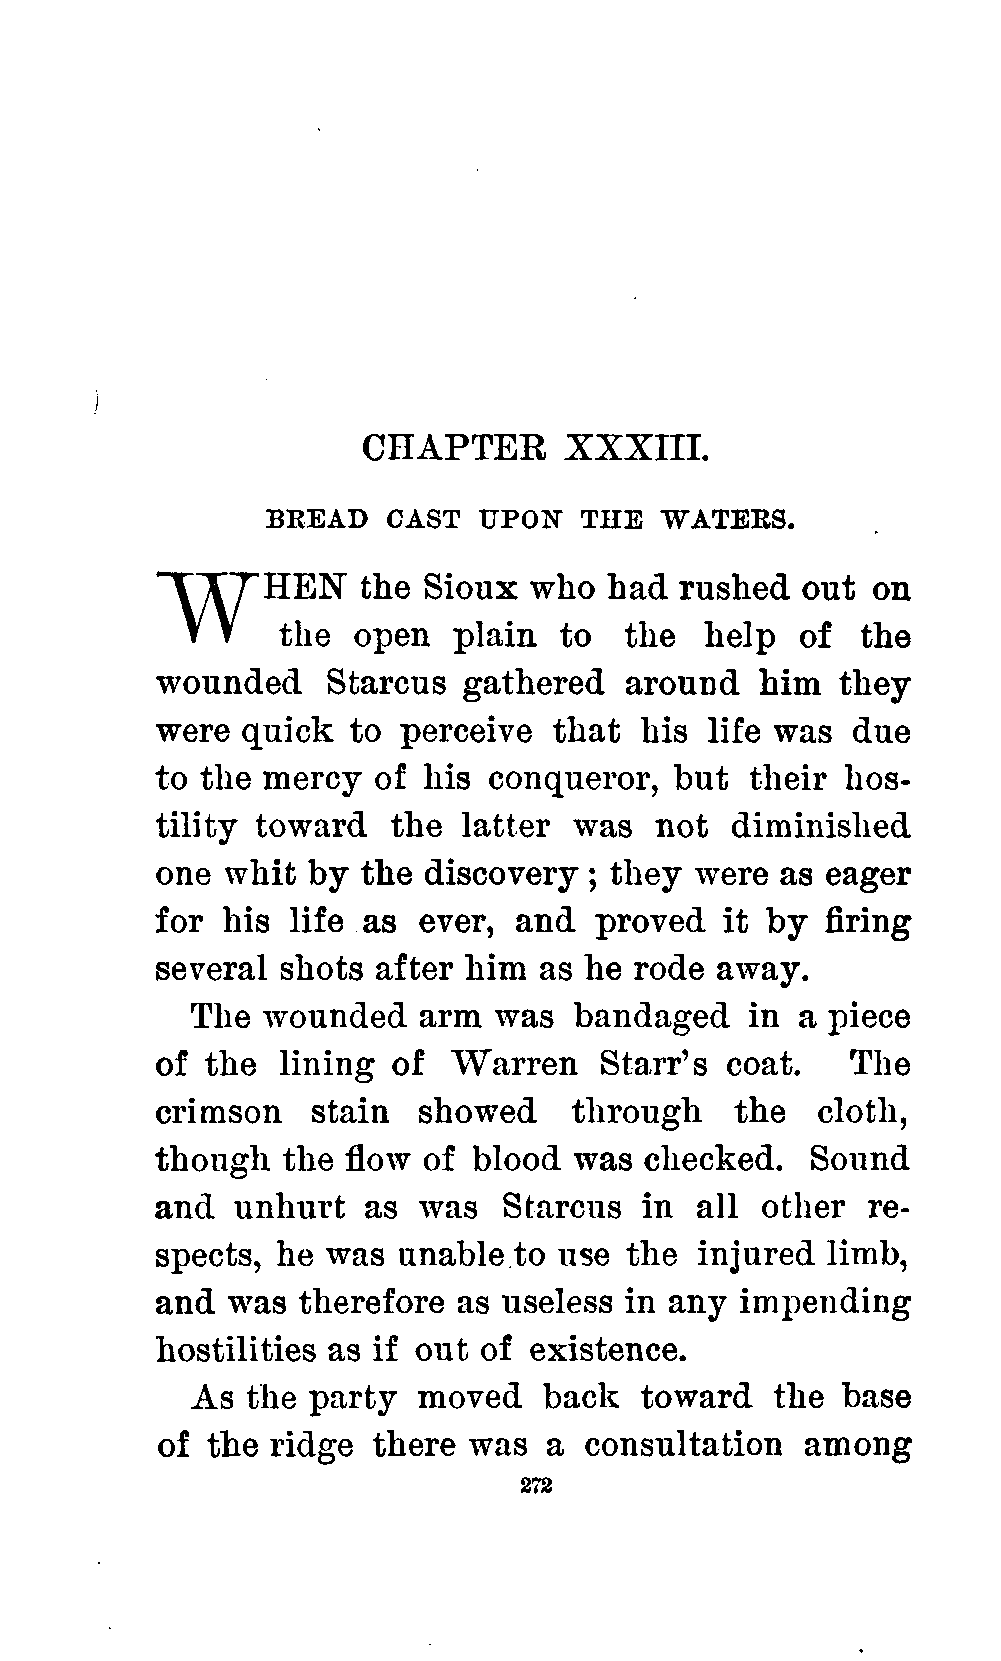 CHAPTER XXXIII.
BREAD CAST UPON THE WATERS.
WHEN the Sioux who had rushed out on
the open plain to the help of the
wounded Starcus gathered around him they
were quick to perceive that his life was due
to the mercy of his conqueror, but their hos-
tility toward the latter was not diminished
one whit by the discovery; they were as eager
for his life as ever, and proved it by firing
several shots after him as he rode away.
The wounded arm was bandaged in a piece
of the lining of Warren Starr's coat. The
crimson stain showed through the cloth,
though the flow of blood was checked. Sound
and unhurt as was Starcus in all other re-
spects, he was unable to use the injured limb,
and was therefore as useless in any impending
hostilities as if out of existence.
As the party moved back toward the base
of the ridge there was a consultation among
272